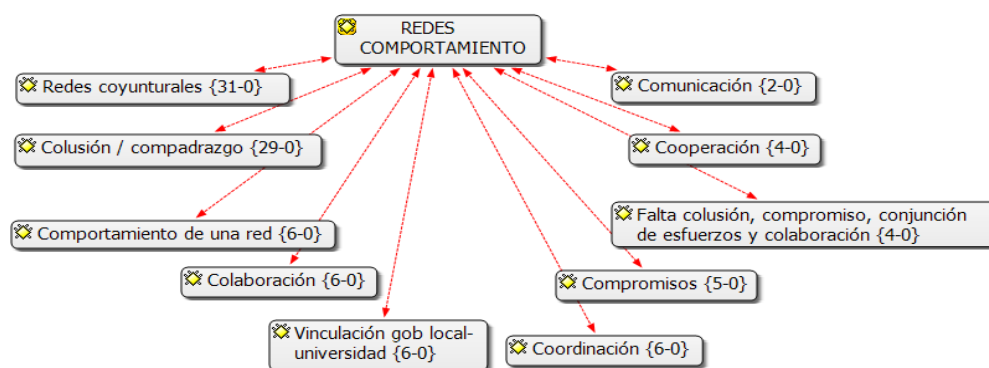 REDES
COMPORTAMIENTO
Redes coyunturales {31-0}
Comunicación {2-0}
Colusión / compadrazgo {29-0}
Cooperación {4-0}
Falta colusión, compromiso, conjunción
de esfuerzos y colaboración {4-0}
Comportamiento de una red {6-0}
Colaboración {6-0}
Compromisos {5-0}
Vinculación gob local-
universidad {6-0}
Coordinación {6-0}